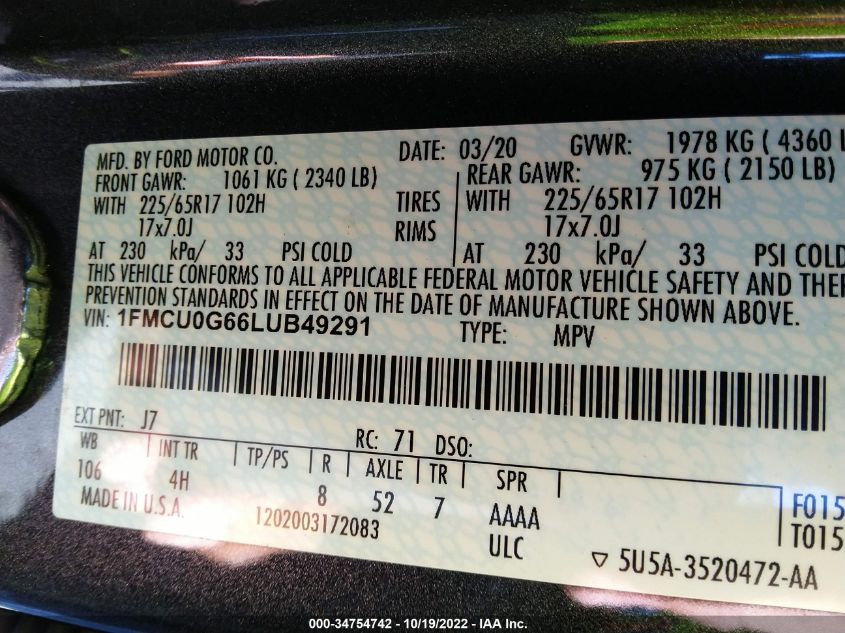 MFD. BY FORD MOTOR CO. DATE: 03/20 GVWR: 1978 KG ( 4360 L
FRONT GAWR: 1061 KG ( 2340 LB) REAR GAWR: 975 KG ( 2150 LB)
WITH 225/65R17 102H TIRES WITH 225/65R17 102H
17x7.0J RIMS 17x7.0J
AT 230 kPa/ 33 PSI COLD AT 230 kPa/ 33 PSI COLD
THIS VEHICLE CONFORMS TO ALL APPLICABLE FEDERAL MOTOR VEHICLE SAFETY AND THEF
PREVENTION STANDARDS IN EFFECT ON THE DATE OF MANUFACTURE SHOWN ABOVE.
VIN: 1FMCU0G66LUB49291 TYPE: MPV
EXT PNT: J7 RC: 71 DSO:
WB INT TR TP/PS R AXLE TR SPR
106 4H 8 52 7 AAAA F015
MADE IN U.S.A. 1202003172083 ULC T015
▽ 5U5A-3520472-AA
000-34754742 - 10/19/2022 - IAA Inc.